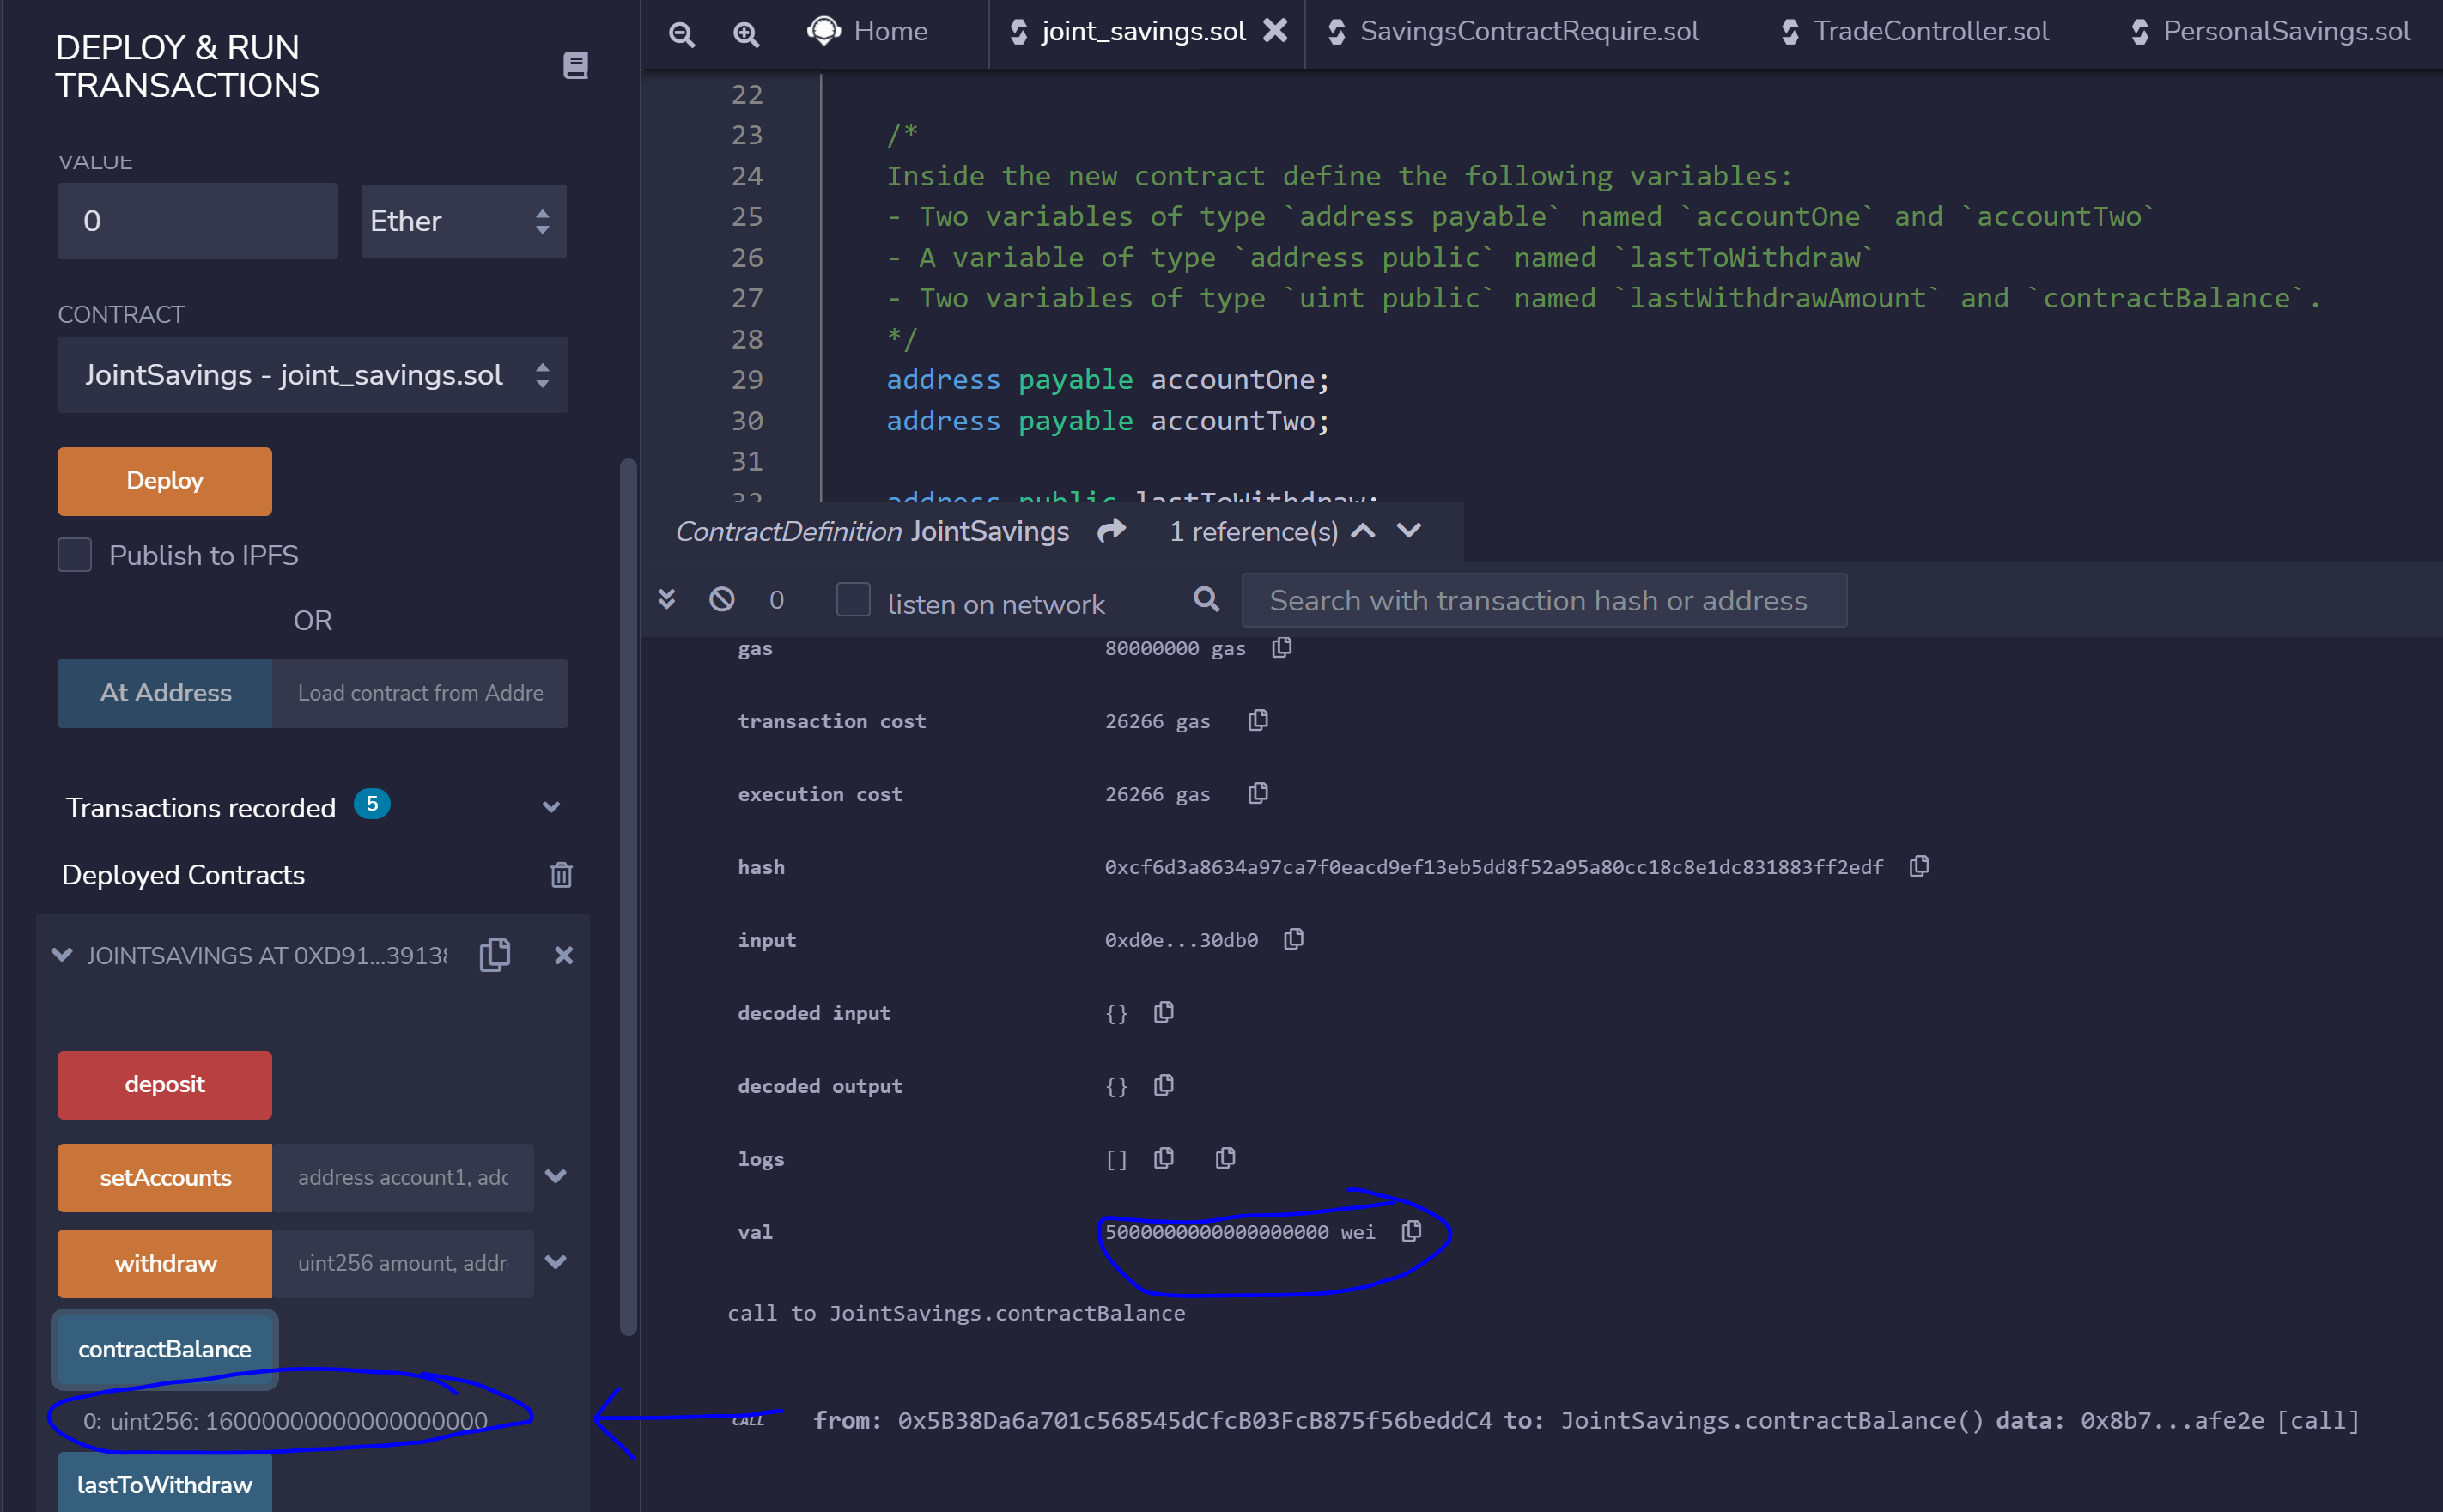 DEPLOY & RUN
TRANSACTIONS
VALUE
0 Ether
CONTRACT
JointSavings - joint_savings.sol
Deploy
Publish to IPFS
OR
At Address Load contract from Addre
Transactions recorded 5
Deployed Contracts
JOINTSAVINGS AT 0XD91...39138
deposit
setAccounts address account1, adc
withdraw uint256 amount, addr
contractBalance
0: uint256: 16000000000000000000
lastToWithdraw
Home joint_savings.sol SavingsContractRequire.sol TradeController.sol PersonalSavings.sol
22
23 /*
24 Inside the new contract define the following variables:
25 - Two variables of type `address payable` named `accountOne` and `accountTwo`
26 - A variable of type `address public` named `lastToWithdraw`
27 - Two variables of type `uint public` named `lastWithdrawAmount` and `contractBalance`.
28 */
29 address payable accountOne;
30 address payable accountTwo;
31
32 address public lastToWithdraw;
ContractDefinition JointSavings 1 reference(s)
0 listen on network Search with transaction hash or address
gas 80000000 gas
transaction cost 26266 gas
execution cost 26266 gas
hash 0xcf6d3a8634a97ca7f0eacd9ef13eb5dd8f52a95a80cc18c8e1dc831883ff2edf
input 0xd0e...30db0
decoded input {}
decoded output {}
logs []
val 5000000000000000000 wei
call to JointSavings.contractBalance
CALL from: 0x5B38Da6a701c568545dCfcB03FcB875f56beddC4 to: JointSavings.contractBalance() data: 0x8b7...afe2e [call]